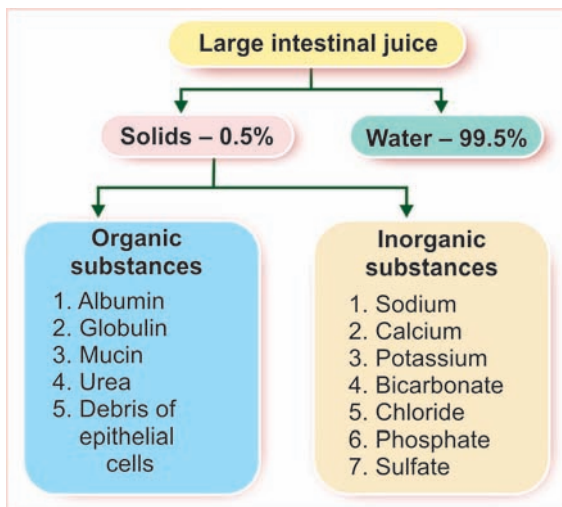 Large intestinal juice
Solids – 0.5%
Water – 99.5%
Organic
substances
1. Albumin
2. Globulin
3. Mucin
4. Urea
5. Debris of
epithelial
cells
Inorganic
substances
1. Sodium
2. Calcium
3. Potassium
4. Bicarbonate
5. Chloride
6. Phosphate
7. Sulfate